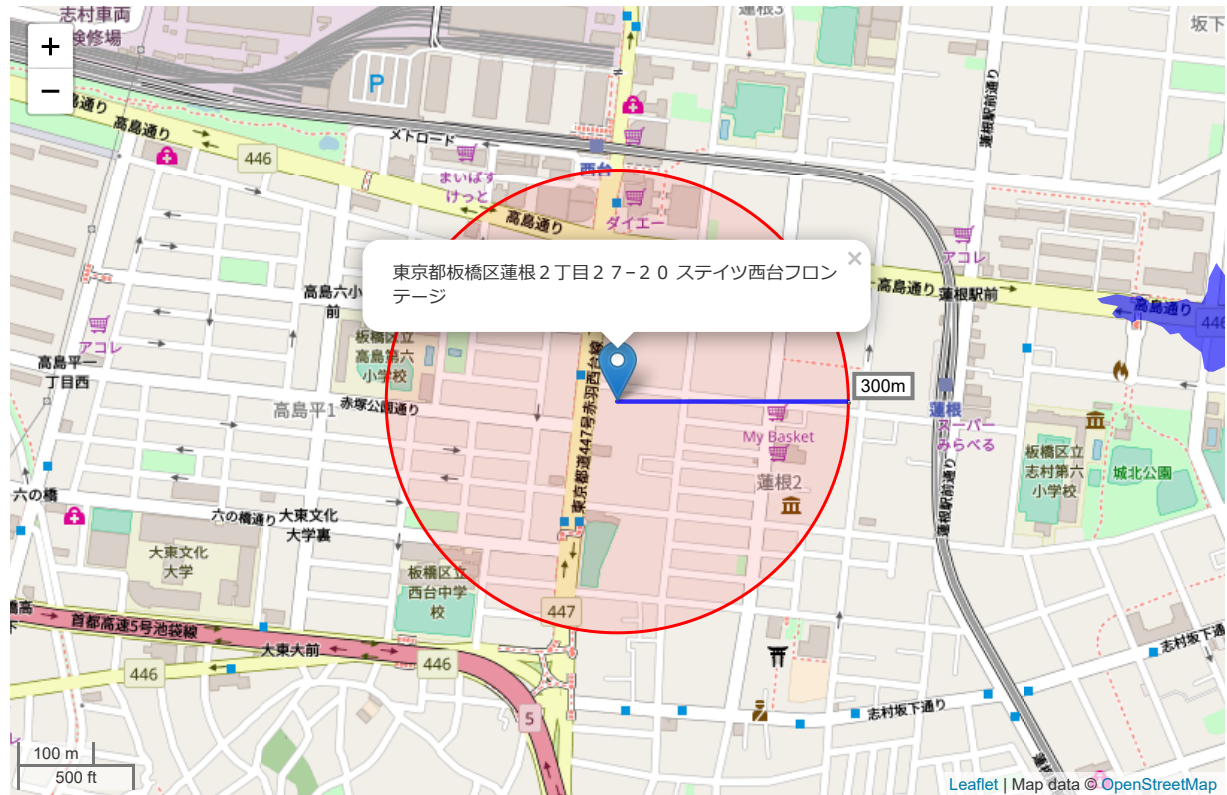 志村車両
検修場
+
−
P
蓮根3
坂下
高島通り
高島通り
446
メトロード
西台
まいばす
けっと
ダイエー
高島通り
蓮根駅前通り
アコレ
東京都板橋区蓮根２丁目２７−２０ ステイツ西台フロン
テージ
×
高島六小
前
アコレ
高島平一
丁目西
板橋区立
高島第六
小学校
高島平1
赤塚公園通り
東京都道447号赤羽西台線
300m
高島通り
蓮根駅前
高島通り
446
蓮根
スーパー
みらべる
My Basket
蓮根2
板橋区立
志村第六
小学校
城北公園
蓮根駅前通り
六の橋
六の橋通り
大東文化
大学裏
大東文化
大学
板橋区立
西台中学
校
447
首都高速5号池袋線
大東大前
446
446
5
志村坂下通り
志村坂下通
100 m
500 ft
Leaflet | Map data © OpenStreetMap